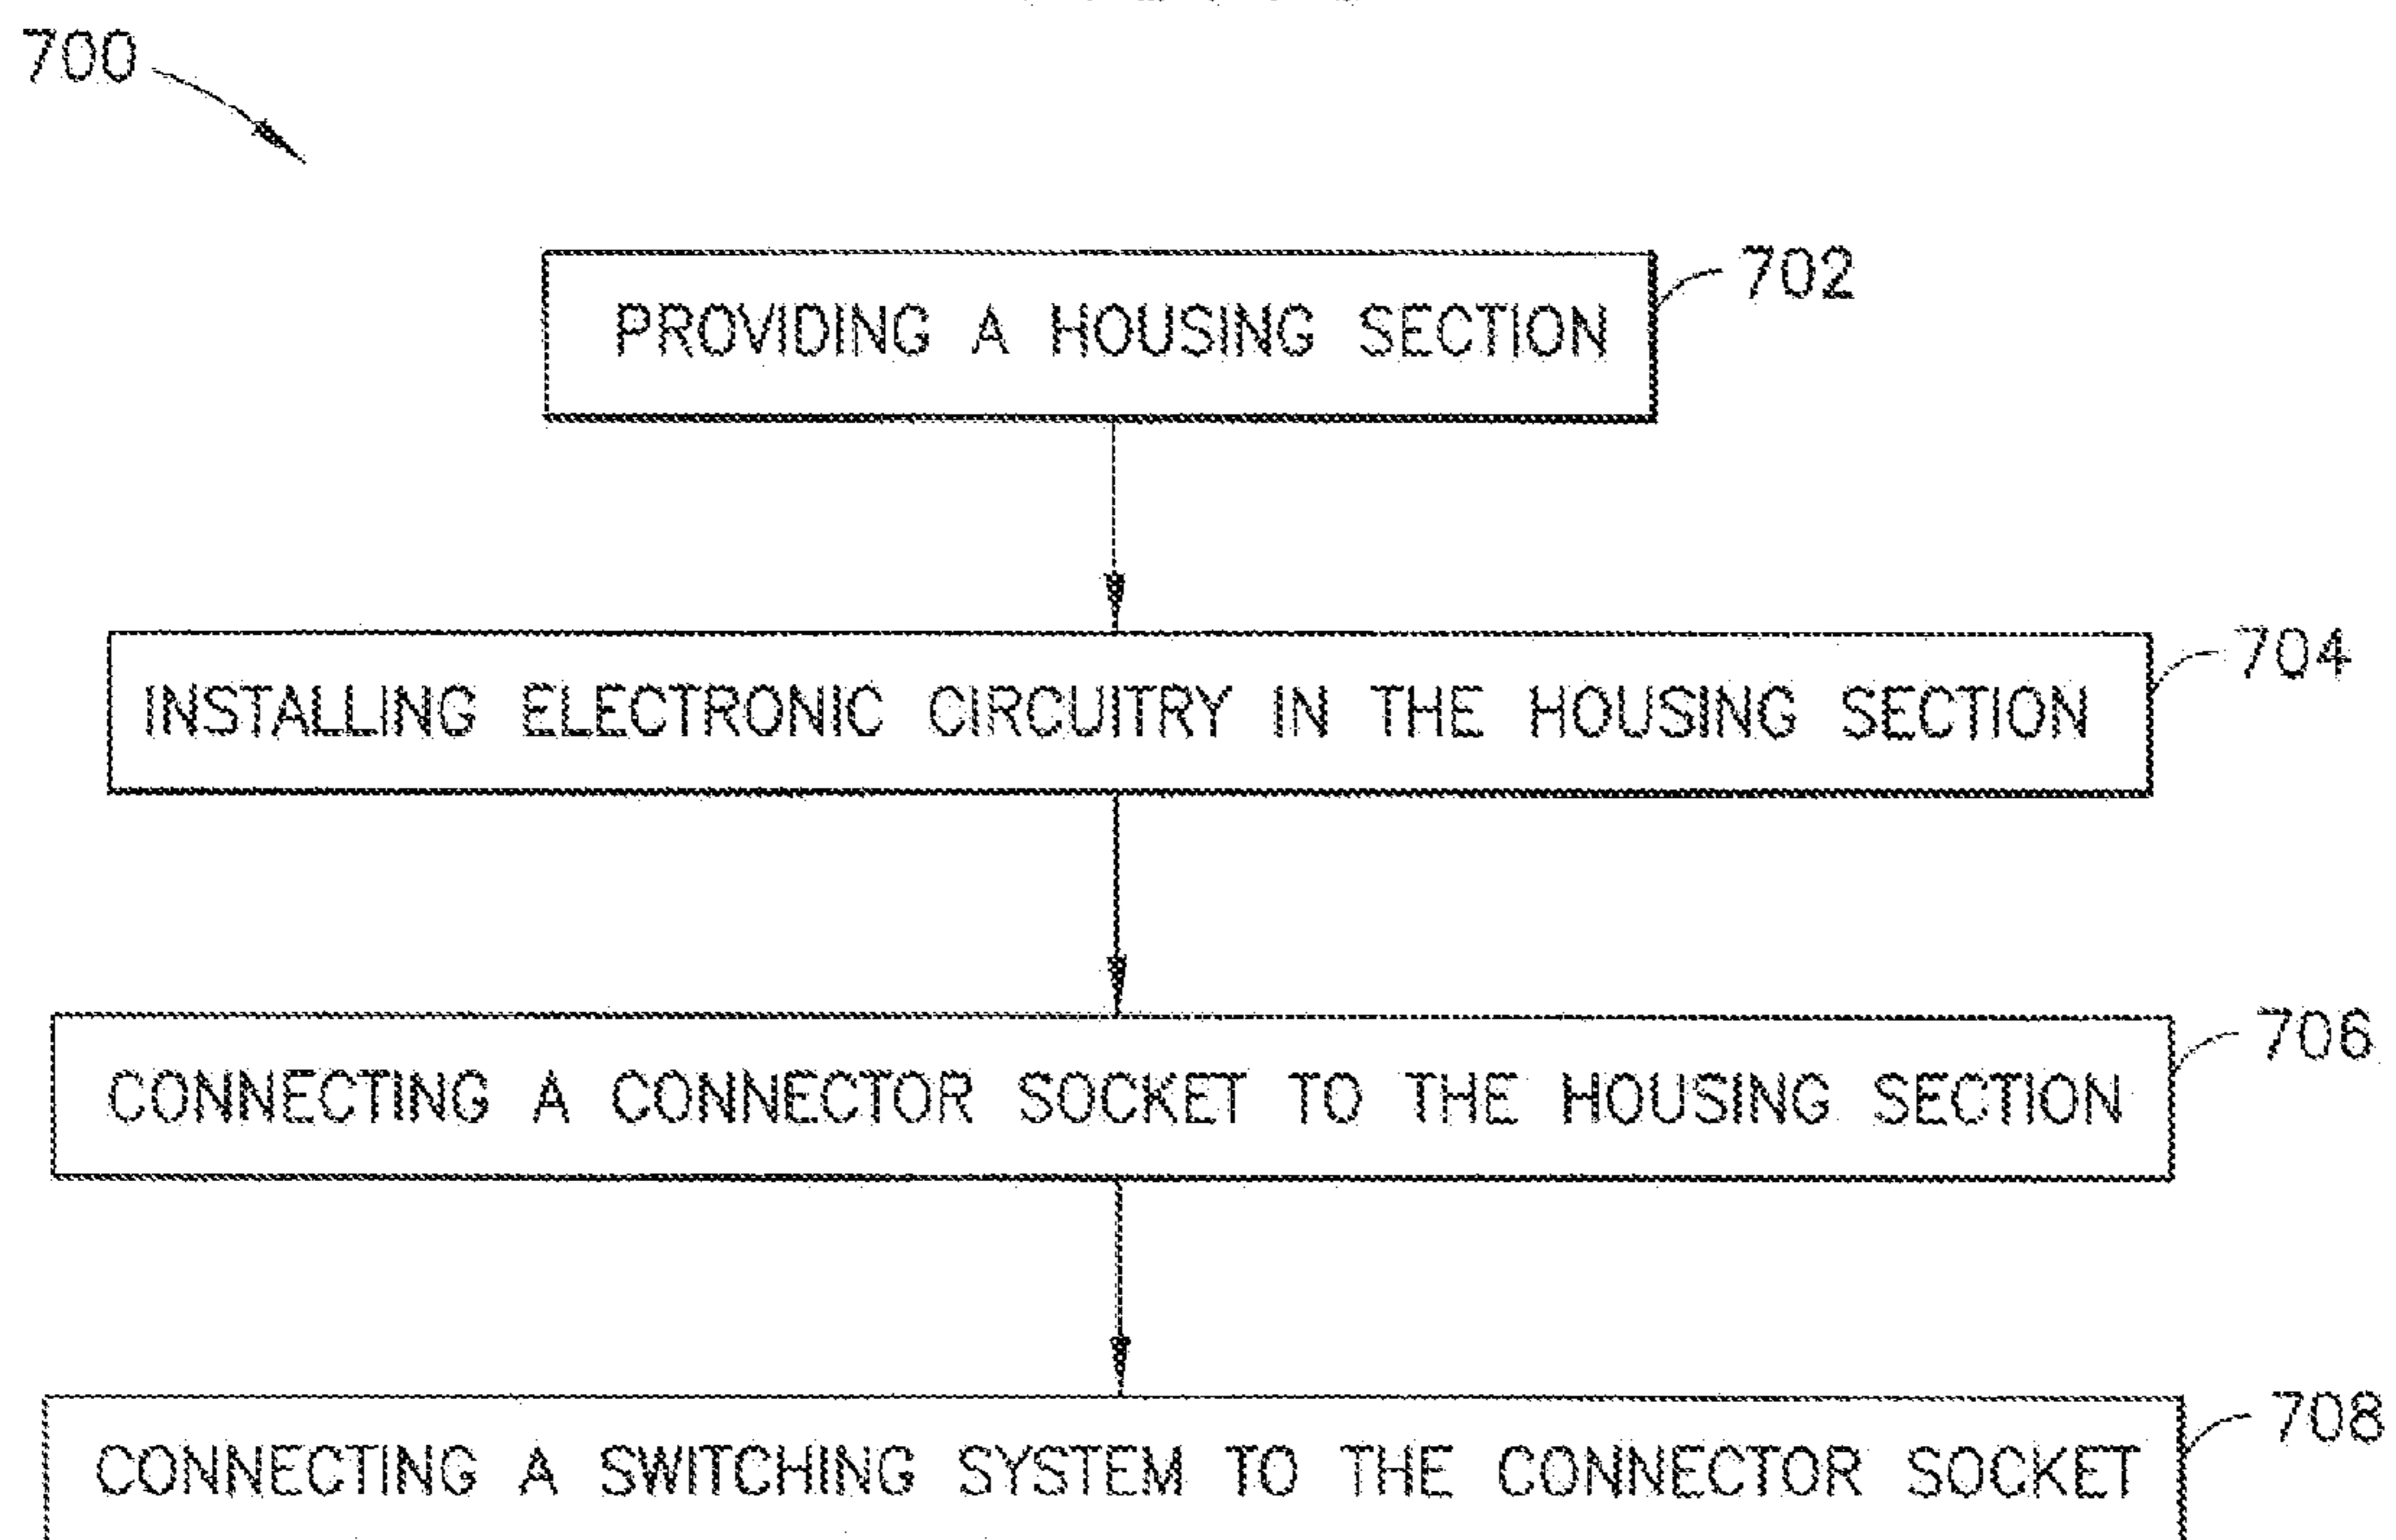 700
702
PROVIDING A HOUSING SECTION
704
INSTALLING ELECTRONIC CIRCUITRY IN THE HOUSING SECTION
706
CONNECTING A CONNECTOR SOCKET TO THE HOUSING SECTION
708
CONNECTING A SWITCHING SYSTEM TO THE CONNECTOR SOCKET